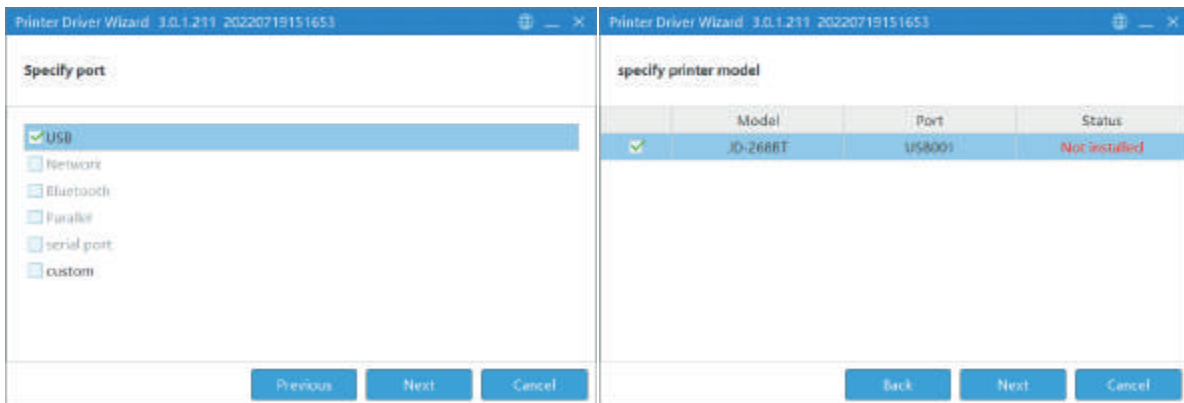 Printer Driver Wizard 3.0.1.211 20220719151653
Specify port
USB
Network
Bluetooth
Parallel
serial port
custom
Previous Next Cancel
Printer Driver Wizard 3.0.1.211 20220719151653
specify printer model
Model Port Status
JD-268BT USB001 Not installed
Back Next Cancel